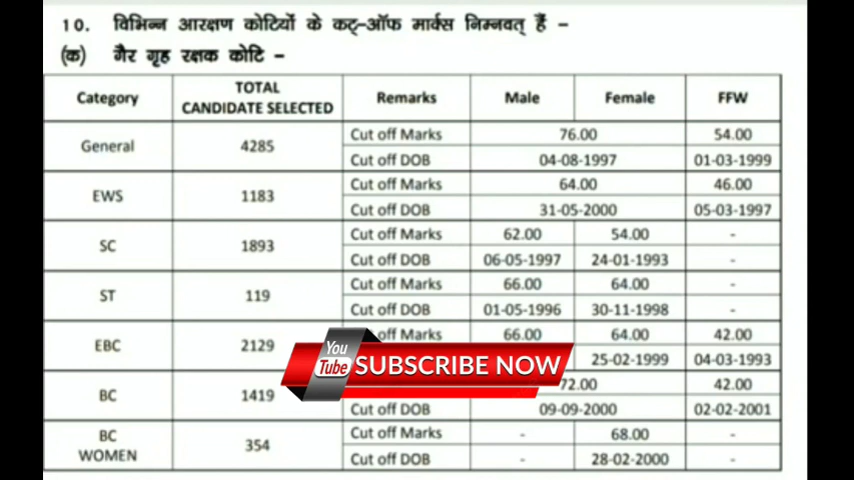 10. विभिन्न आरक्षण कोटियों के कट्-ऑफ मार्क्स निम्नवत् हैं –
(क) गैर गृह रक्षक कोटि –
Category TOTAL CANDIDATE SELECTED Remarks Male Female FFW
General 4285 Cut off Marks 76.00 54.00
Cut off DOB 04-08-1997 01-03-1999
EWS 1183 Cut off Marks 64.00 46.00
Cut off DOB 31-05-2000 05-03-1997
SC 1893 Cut off Marks 62.00 54.00 -
Cut off DOB 06-05-1997 24-01-1993 -
ST 119 Cut off Marks 66.00 64.00 -
Cut off DOB 01-05-1996 30-11-1998 -
EBC 2129 off Marks 66.00 64.00 42.00
25-02-1999 04-03-1993
You Tube SUBSCRIBE NOW
BC 1419 72.00 42.00
Cut off DOB 09-09-2000 02-02-2001
BC WOMEN 354 Cut off Marks - 68.00 -
Cut off DOB - 28-02-2000 -